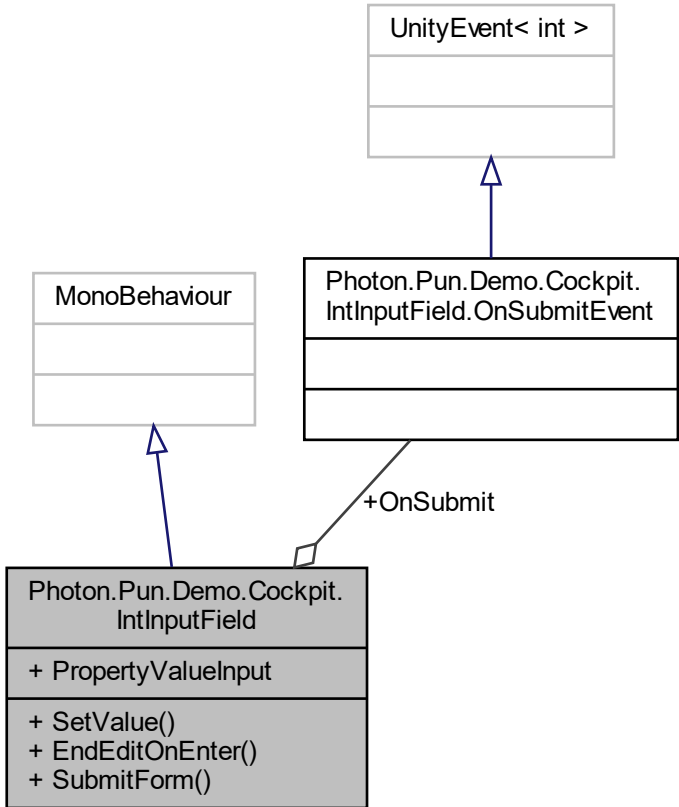 UnityEvent< int >
MonoBehaviour
Photon.Pun.Demo.Cockpit.
IntInputField.OnSubmitEvent
+OnSubmit
Photon.Pun.Demo.Cockpit.
IntInputField
+ PropertyValueInput
+ SetValue()
+ EndEditOnEnter()
+ SubmitForm()